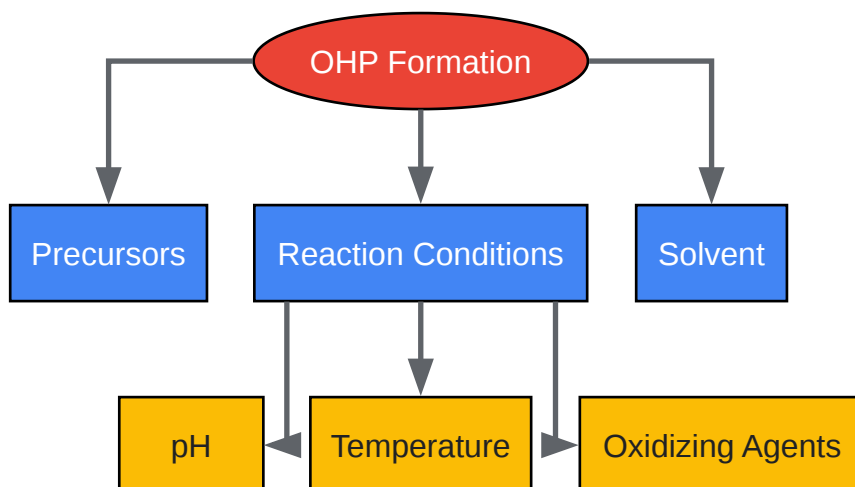 OHP Formation
Precursors
Reaction Conditions
Solvent
pH
Temperature
Oxidizing Agents